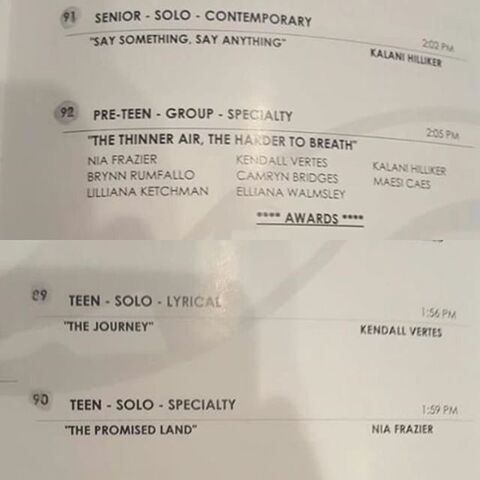 91 SENIOR - SOLO - CONTEMPORARY
2:02 PM
"SAY SOMETHING, SAY ANYTHING" KALANI HILLIKER
92 PRE-TEEN - GROUP - SPECIALTY
2:05 PM
"THE THINNER AIR, THE HARDER TO BREATH"
NIA FRAZIER KENDALL VERTES KALANI HILLIKER
BRYNN RUMFALLO CAMRYN BRIDGES MAESI CAES
LILLIANA KETCHMAN ELLIANA WALMSLEY
**** AWARDS ****
89 TEEN - SOLO - LYRICAL
1:56 PM
"THE JOURNEY" KENDALL VERTES
90 TEEN - SOLO - SPECIALTY
1:59 PM
"THE PROMISED LAND" NIA FRAZIER